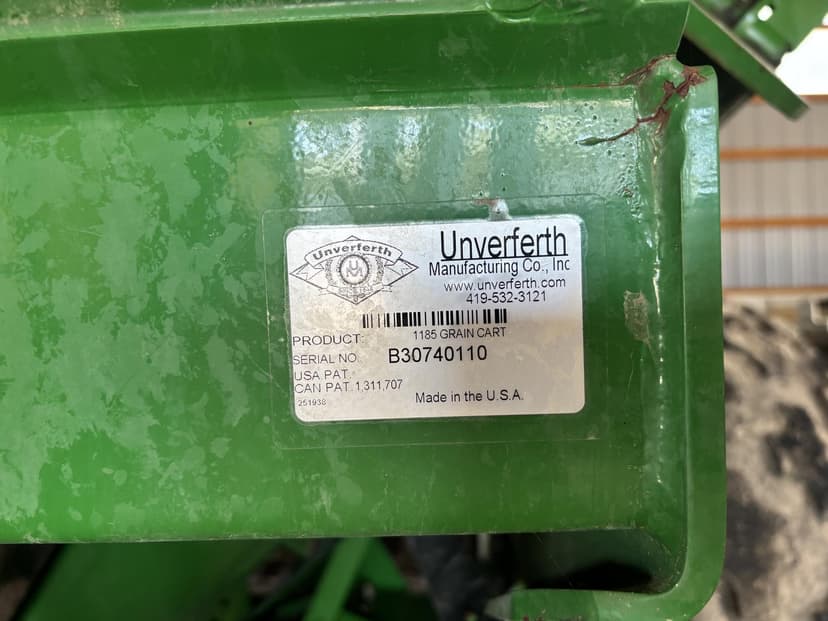 Unverferth
UM
Unverferth
Manufacturing Co., Inc
www.unverferth.com
419-532-3121
PRODUCT: 1185 GRAIN CART
SERIAL NO. B30740110
USA PAT.
CAN PAT. 1,311,707
251938
Made in the U.S.A.